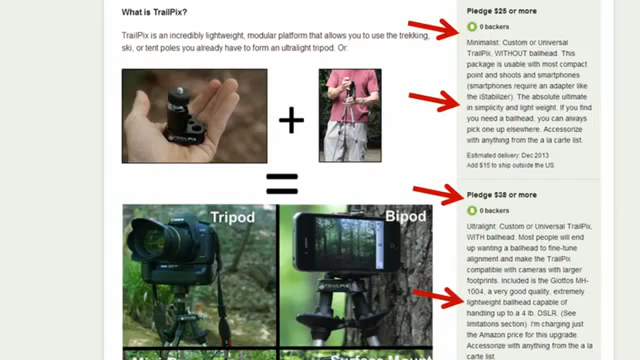 What is TrailPix?
TrailPix is an incredibly lightweight, modular platform that allows you to use the trekking,
ski, or tent poles you already have to form an ultralight tripod. Or:
Tripod
Bipod
Pledge $25 or more
0 backers
Minimalist: Custom or Universal
TrailPix, WITHOUT ballhead. This
package is usable with most compact
point and shoots and smartphones
(smartphones require an adapter like
the iStabilizer). The absolute ultimate
in simplicity and light weight. If you find
you need a ballhead, you can always
pick one up elsewhere. Accessorize
with anything from the a la carte list.
Estimated delivery: Dec 2013
Add $15 to ship outside the US
Pledge $38 or more
0 backers
Ultralight: Custom or Universal TrailPix,
WITH ballhead. Most people will end
up wanting a ballhead to fine-tune
alignment and make the TrailPix
compatible with cameras with larger
footprints. Included is the Giottos MH-
1004, a very good quality, extremely
lightweight ballhead capable of
handling up to a 4 lb. DSLR. (See
limitations section). I'm charging just
the Amazon price for this upgrade.
Accessorize with anything from the a la
carte list